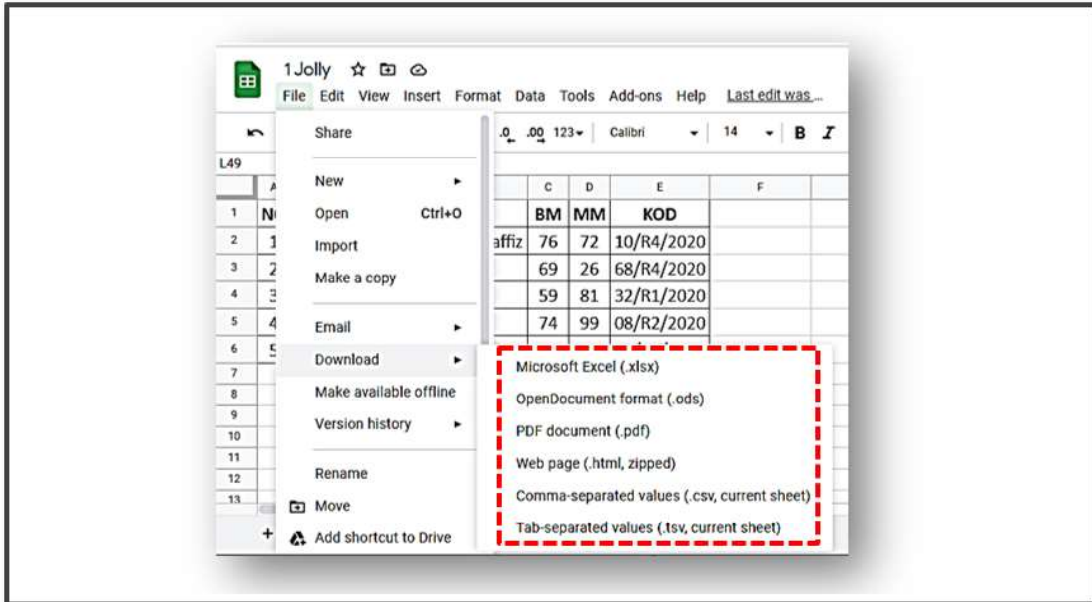 1Jolly
File Edit View Insert Format Data Tools Add-ons Help Last edit was ...
.0 .00 123 Calibri 14 B I
L49
C D E F
1 BM MM KOD
2 affiz 76 72 10/R4/2020
3 69 26 68/R4/2020
4 59 81 32/R1/2020
5 74 99 08/R2/2020
6
7
8
9
10
11
12
13
Share
New
Open Ctrl+O
Import
Make a copy
Email
Download
Make available offline
Version history
Rename
Move
Add shortcut to Drive
Microsoft Excel (.xlsx)
OpenDocument format (.ods)
PDF document (.pdf)
Web page (.html, zipped)
Comma-separated values (.csv, current sheet)
Tab-separated values (.tsv, current sheet)
+